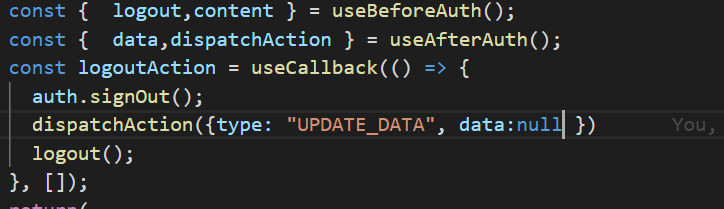 const {  logout,content } = useBeforeAuth();
const {  data,dispatchAction } = useAfterAuth();
const logoutAction = useCallback(() => {
  auth.signOut();
  dispatchAction({type: "UPDATE_DATA", data:null })    You,
  logout();
}, []);
return(